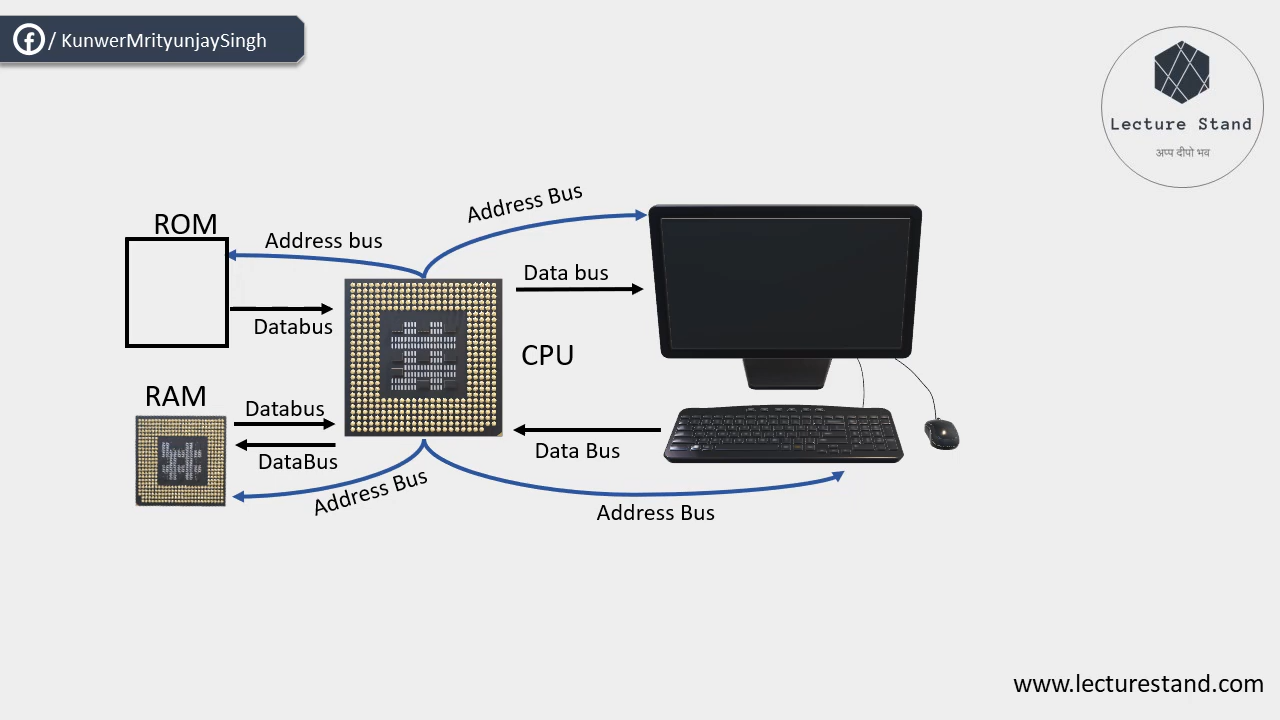 / KunwerMrityunjaySingh
Lecture Stand
अप्प दीपो भव
Address Bus
ROM
Address bus
Data bus
Databus
CPU
RAM
Databus
Data Bus
DataBus
Address Bus
Address Bus
www.lecturestand.com